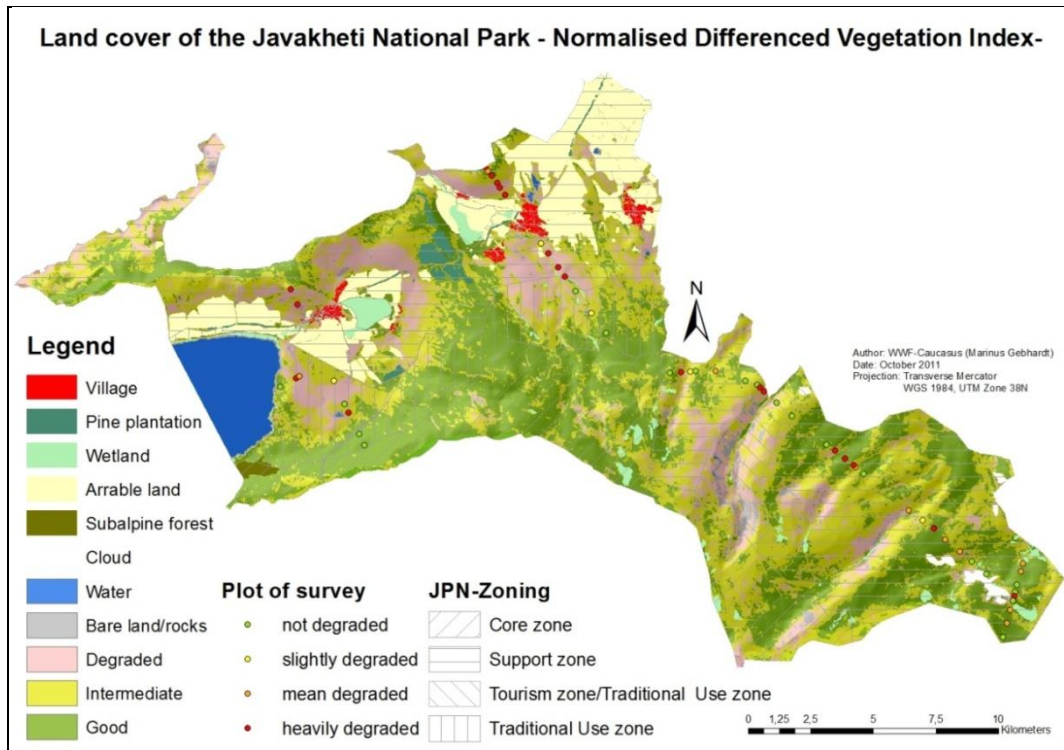 Land cover of the Javakheti National Park - Normalised Differenced Vegetation Index-
N
Author: WWF-Caucasus (Marinus Gebhardt)
Date: October 2011
Projection: Transverse Mercator
WGS 1984, UTM Zone 38N
Legend
Village
Pine plantation
Wetland
Arrable land
Subalpine forest
Cloud
Water
Bare land/rocks
Degraded
Intermediate
Good
Plot of survey
not degraded
slightly degraded
mean degraded
heavily degraded
JPN-Zoning
Core zone
Support zone
Tourism zone/Traditional Use zone
Traditional Use zone
0 1,25 2,5 5 7,5 10
Kilometers